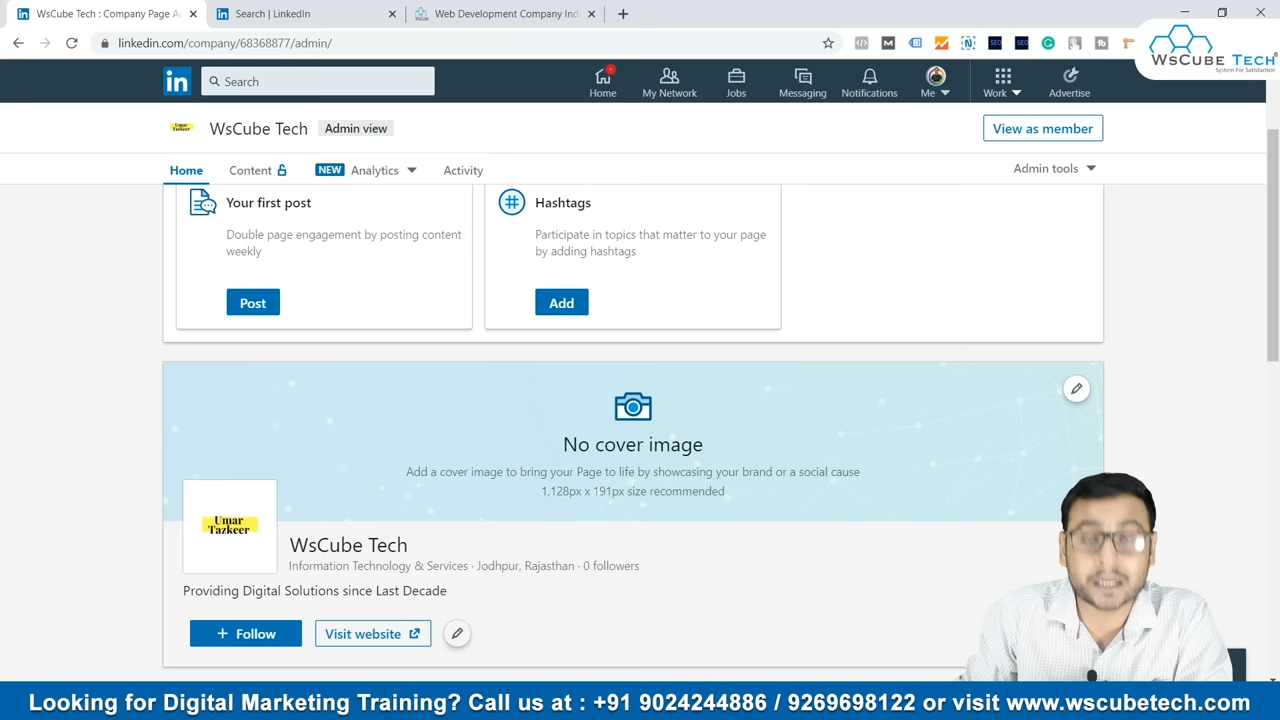 WsCube Tech : Company Page A
Search | LinkedIn
Web Development Company Ind
linkedin.com/company/68368877/admin/
WsCube Tech
System For Satisfaction
in
Search
Home
My Network
Jobs
Messaging
Notifications
Me
Work
Advertise
WsCube Tech
Admin view
View as member
Home
Content
NEW
Analytics
Activity
Admin tools
Your first post
Double page engagement by posting content
weekly
Post
Hashtags
Participate in topics that matter to your page
by adding hashtags
Add
No cover image
Add a cover image to bring your Page to life by showcasing your brand or a social cause
1,128px x 191px size recommended
Umar
Tazkeer
WsCube Tech
Information Technology & Services · Jodhpur, Rajasthan · 0 followers
Providing Digital Solutions since Last Decade
+ Follow
Visit website
Looking for Digital Marketing Training? Call us at : +91 9024244886 / 9269698122 or visit www.wscubetech.com